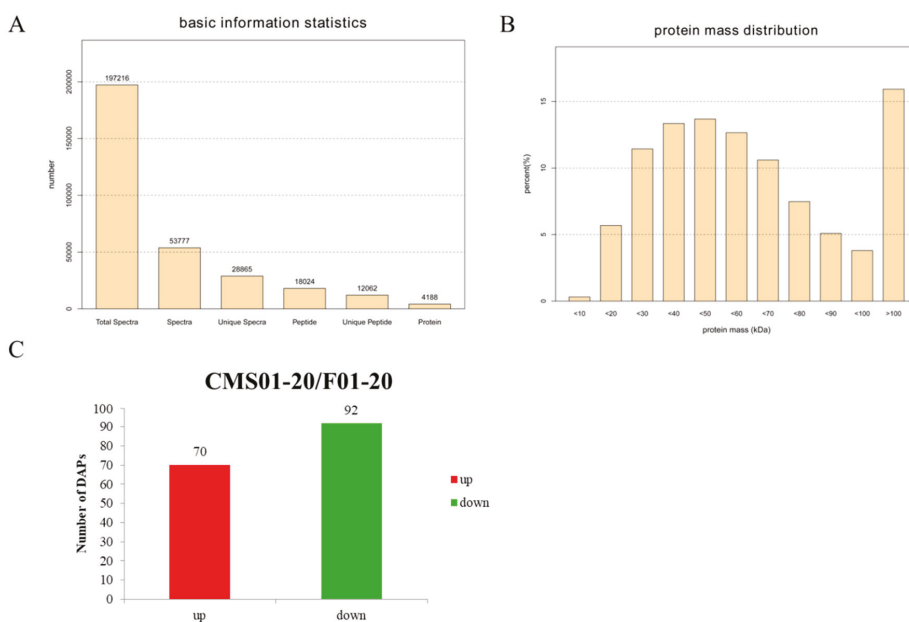 A
basic information statistics
number
200000
150000
100000
50000
0
197216
53777
28865
18024
12062
4188
Total Spectra Spectra Unique Specra Peptide Unique Peptide Protein
B
protein mass distribution
percent(%)
15
10
5
0
<10 <20 <30 <40 <50 <60 <70 <80 <90 <100 >100
protein mass (kDa)
C
CMS01-20/F01-20
Number of DAPs
100
90
80
70
60
50
40
30
20
10
0
70
92
up down
up
down